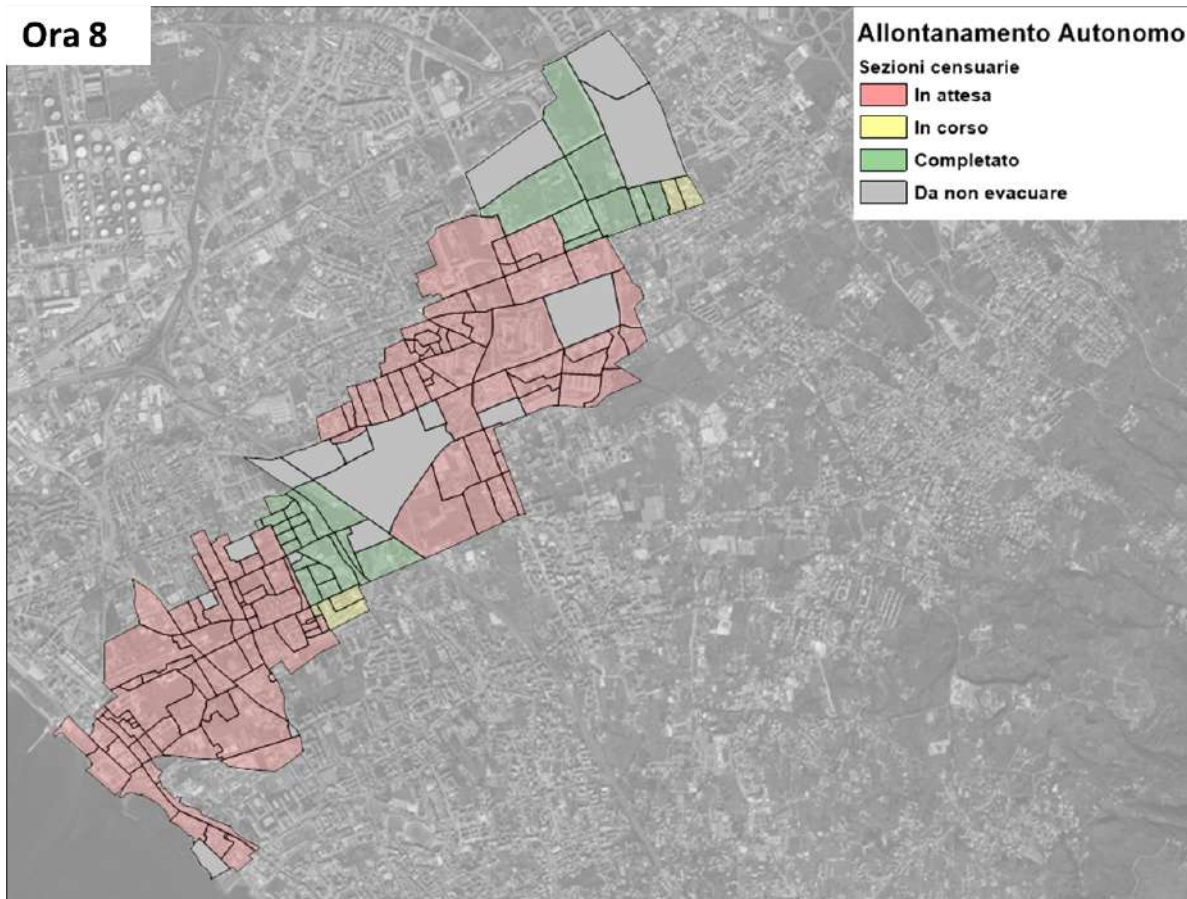 Ora 8
Allontanamento Autonomo
Sezioni censuarie
In attesa
In corso
Completato
Da non evacuare